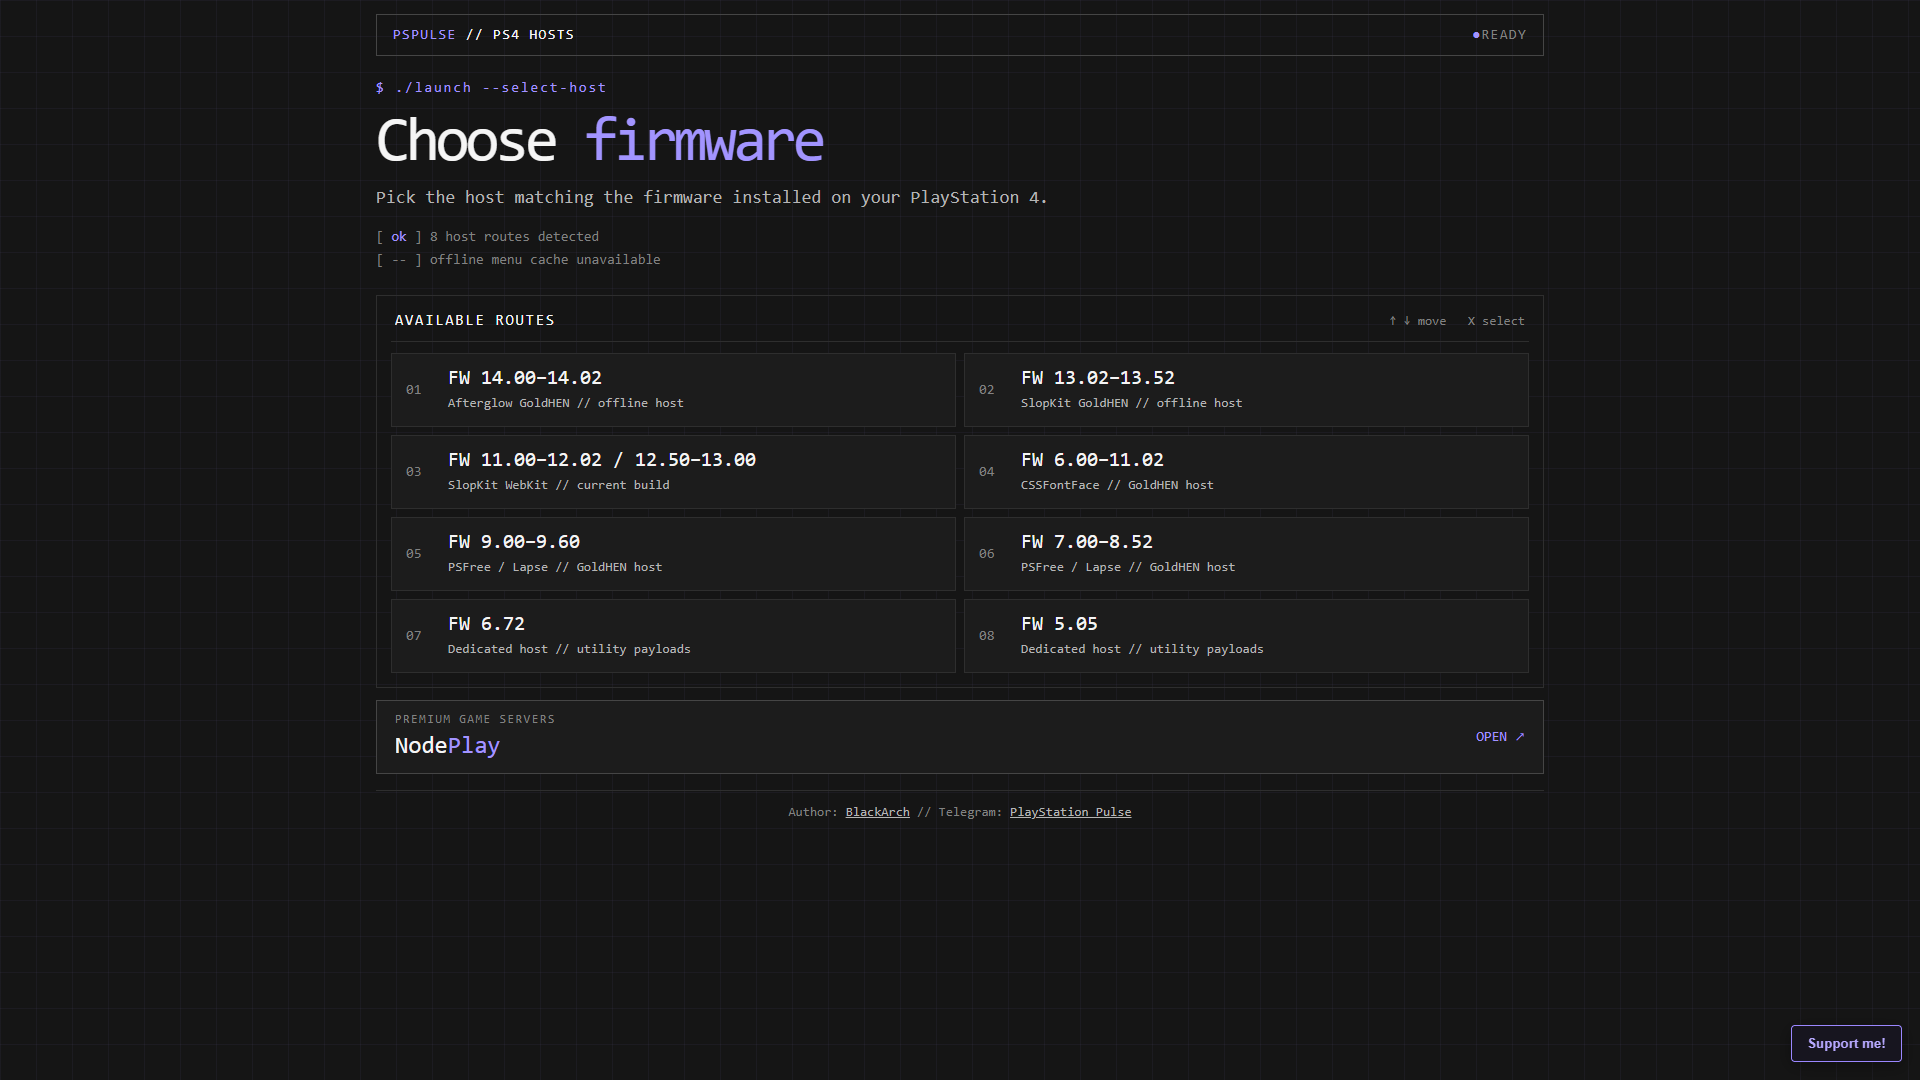 PSPULSE // PS4 HOSTS
READY
$ ./launch --select-host
Choose firmware
Pick the host matching the firmware installed on your PlayStation 4.
[ ok ] 8 host routes detected
[ -- ] offline menu cache unavailable
AVAILABLE ROUTES
↑ ↓ move X select
01
FW 14.00–14.02
Afterglow GoldHEN // offline host
02
FW 13.02–13.52
SlopKit GoldHEN // offline host
03
FW 11.00–12.02 / 12.50–13.00
SlopKit WebKit // current build
04
FW 6.00–11.02
CSSFontFace // GoldHEN host
05
FW 9.00–9.60
PSFree / Lapse // GoldHEN host
06
FW 7.00–8.52
PSFree / Lapse // GoldHEN host
07
FW 6.72
Dedicated host // utility payloads
08
FW 5.05
Dedicated host // utility payloads
PREMIUM GAME SERVERS
NodePlay
OPEN ↗
Author: BlackArch // Telegram: PlayStation Pulse
Support me!